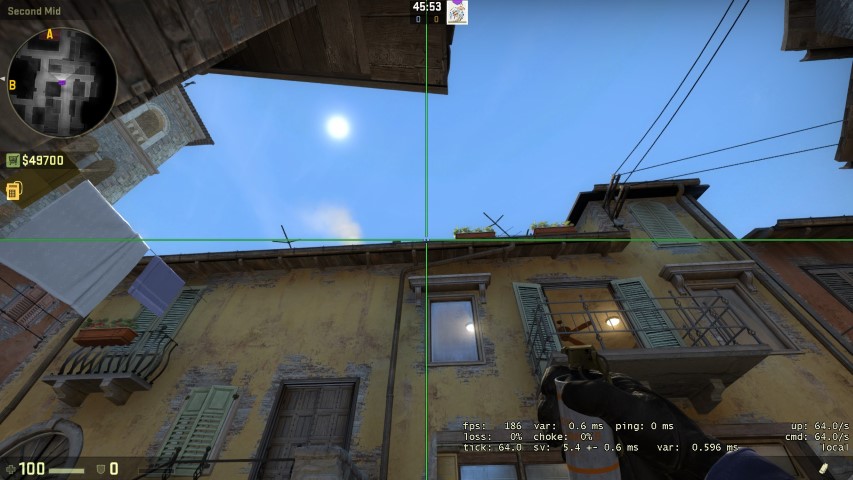 Second Mid
45:53
0 0
A
B
$49700
fps: 186 var: 0.6 ms ping: 0 ms
loss: 0% choke: 0%
tick: 64.0 sv: 5.4 +- 0.6 ms var: 0.596 ms
up: 64.0/s
cmd: 64.0/s
local
100 0